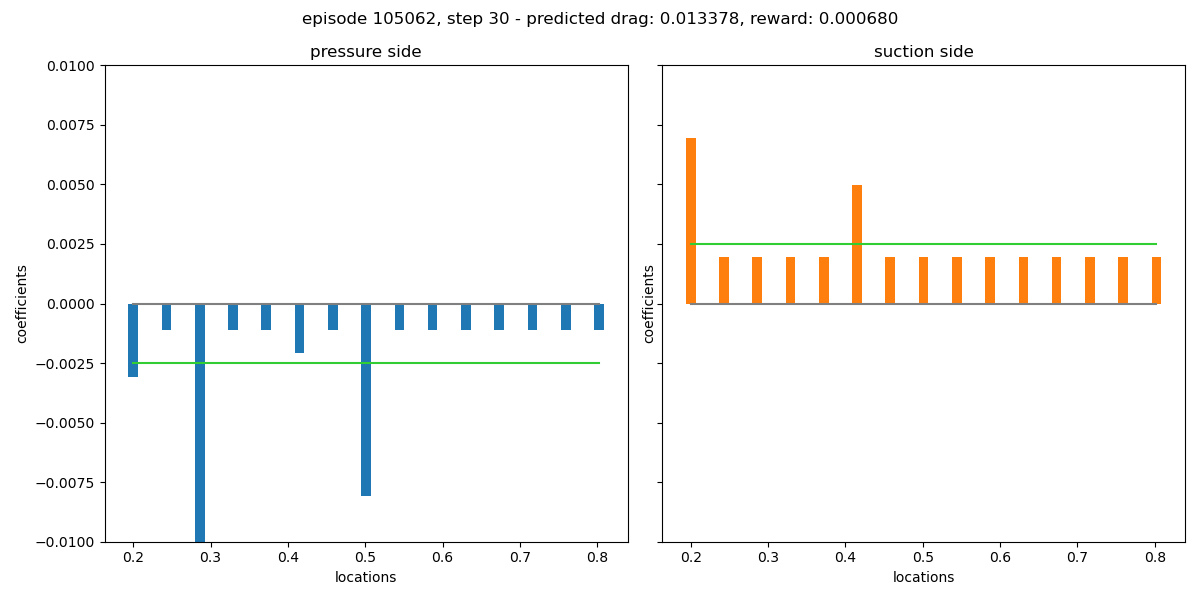 episode 105062, step 30 - predicted drag: 0.013378, reward: 0.000680
pressure side
suction side
0.0100
0.0075
0.0050
0.0025
0.0000
−0.0025
−0.0050
−0.0075
−0.0100
coefficients
coefficients
0.2 0.3 0.4 0.5 0.6 0.7 0.8
locations
0.2 0.3 0.4 0.5 0.6 0.7 0.8
locations